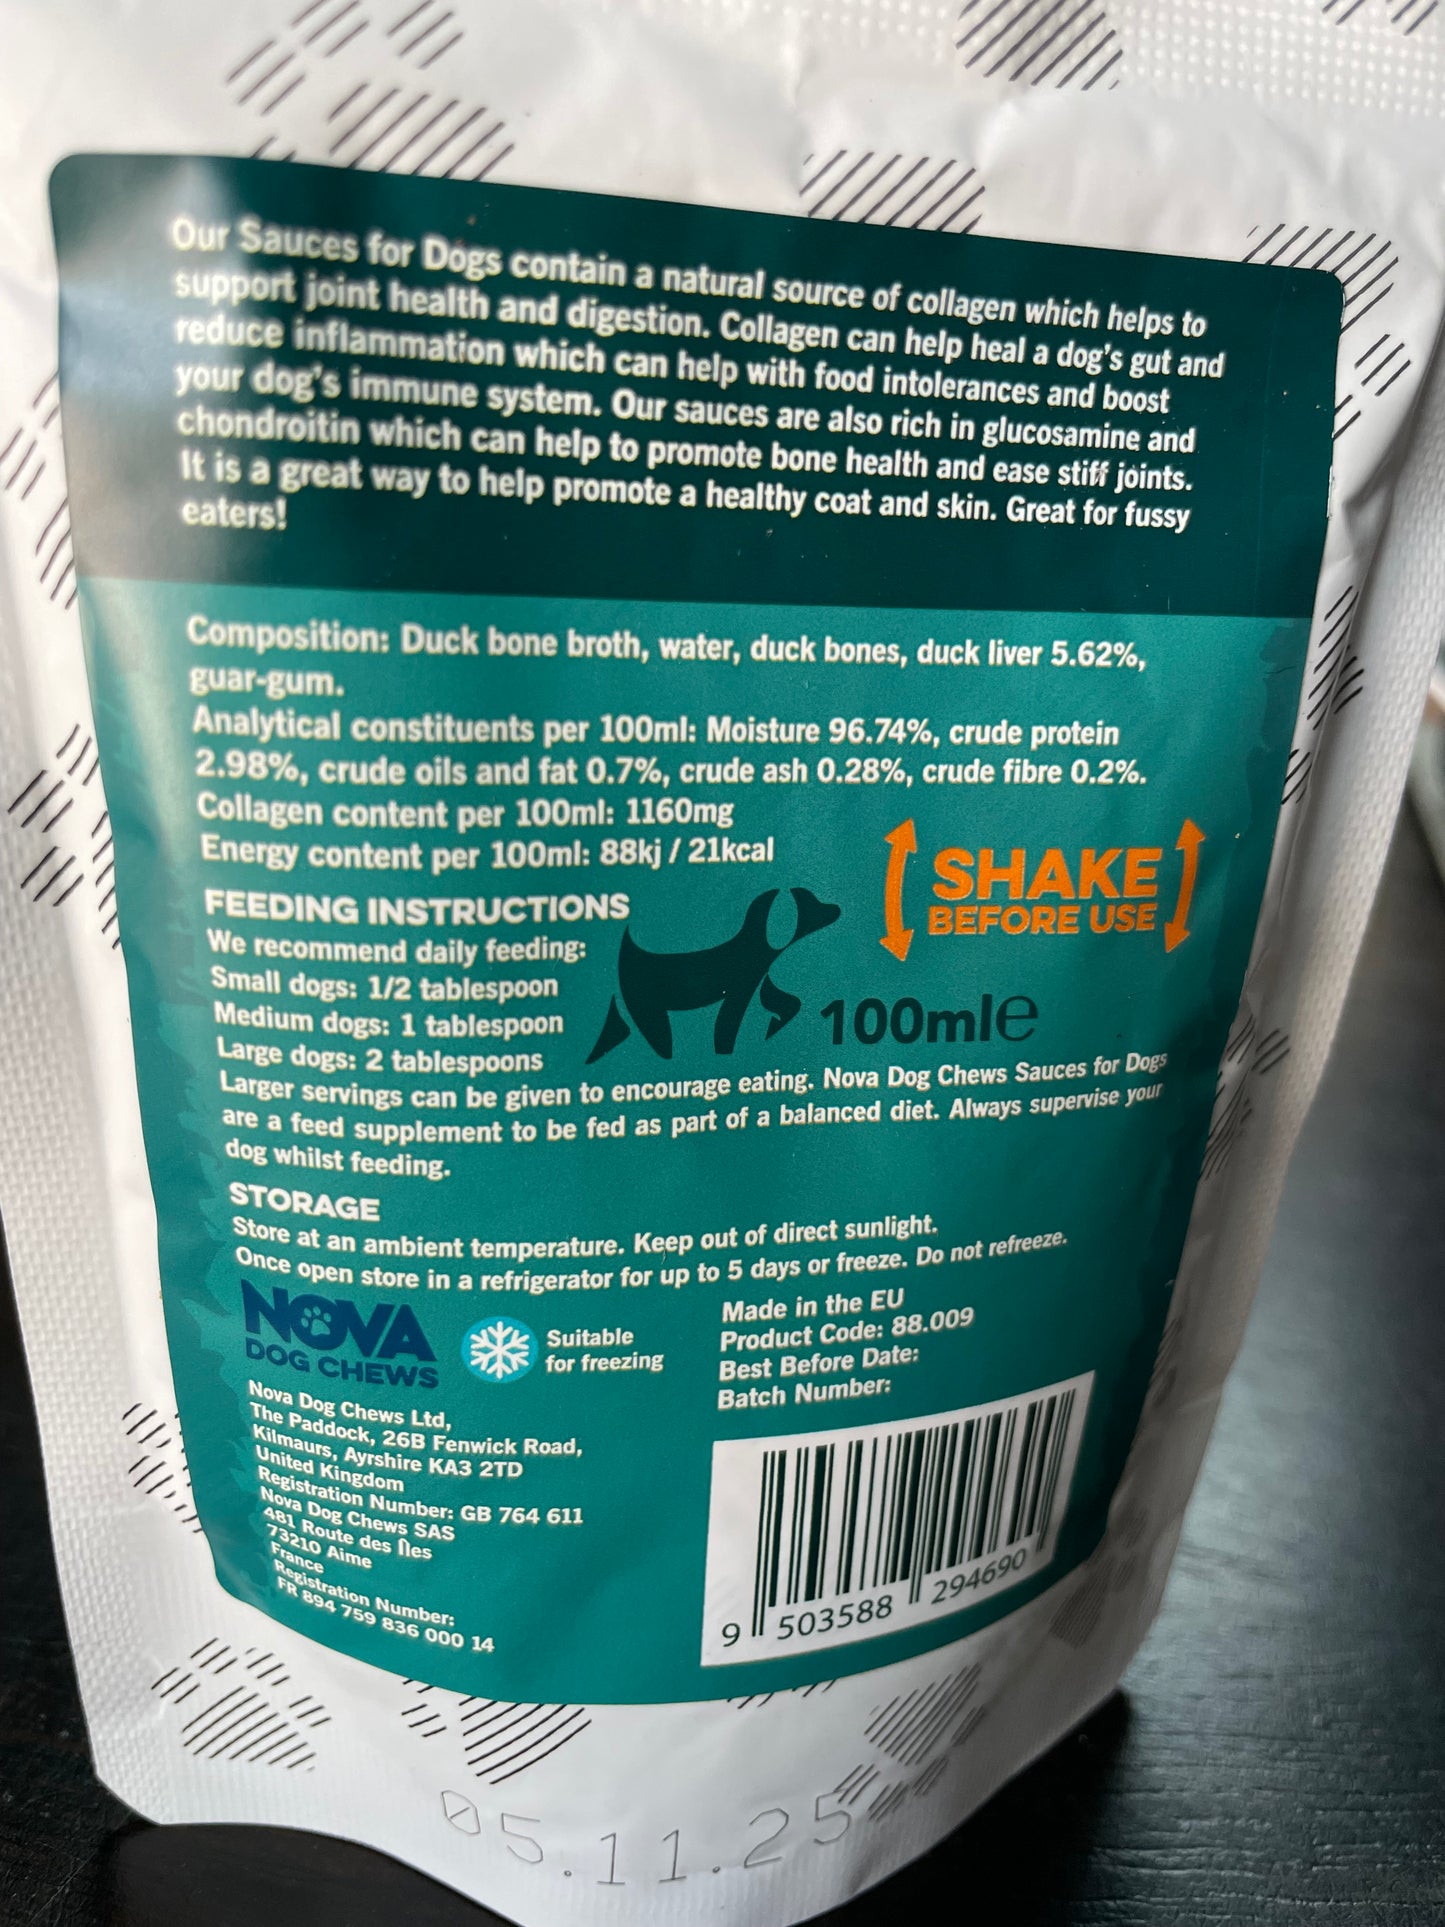 Our Sauces for Dogs contain a natural source of collagen which helps to
support joint health and digestion. Collagen can help heal a dog's gut and
reduce inflammation which can help with food intolerances and boost
your dog's immune system. Our sauces are also rich in glucosamine and
chondroitin which can help to promote bone health and ease stiff joints.
It is a great way to help promote a healthy coat and skin. Great for fussy
eaters!
Composition: Duck bone broth, water, duck bones, duck liver 5.62%,
guar-gum.
Analytical constituents per 100ml: Moisture 96.74%, crude protein
2.98%, crude oils and fat 0.7%, crude ash 0.28%, crude fibre 0.2%.
Collagen content per 100ml: 1160mg
Energy content per 100ml: 88kj / 21kcal
SHAKE
BEFORE USE
FEEDING INSTRUCTIONS
We recommend daily feeding:
Small dogs: 1/2 tablespoon
Medium dogs: 1 tablespoon
Large dogs: 2 tablespoons
100ml℮
Larger servings can be given to encourage eating. Nova Dog Chews Sauces for Dogs
are a feed supplement to be fed as part of a balanced diet. Always supervise your
dog whilst feeding.
STORAGE
Store at an ambient temperature. Keep out of direct sunlight.
Once open store in a refrigerator for up to 5 days or freeze. Do not refreeze.
NOVA
DOG CHEWS
Suitable
for freezing
Made in the EU
Product Code: 88.009
Best Before Date:
Batch Number:
Nova Dog Chews Ltd,
The Paddock, 26B Fenwick Road,
Kilmaurs, Ayrshire KA3 2TD
United Kingdom
Registration Number: GB 764 611
Nova Dog Chews SAS
481 Route des Îles
73210 Aime
France
Registration Number:
FR 894 759 836 000 14
9 503588 294690
05.11.25